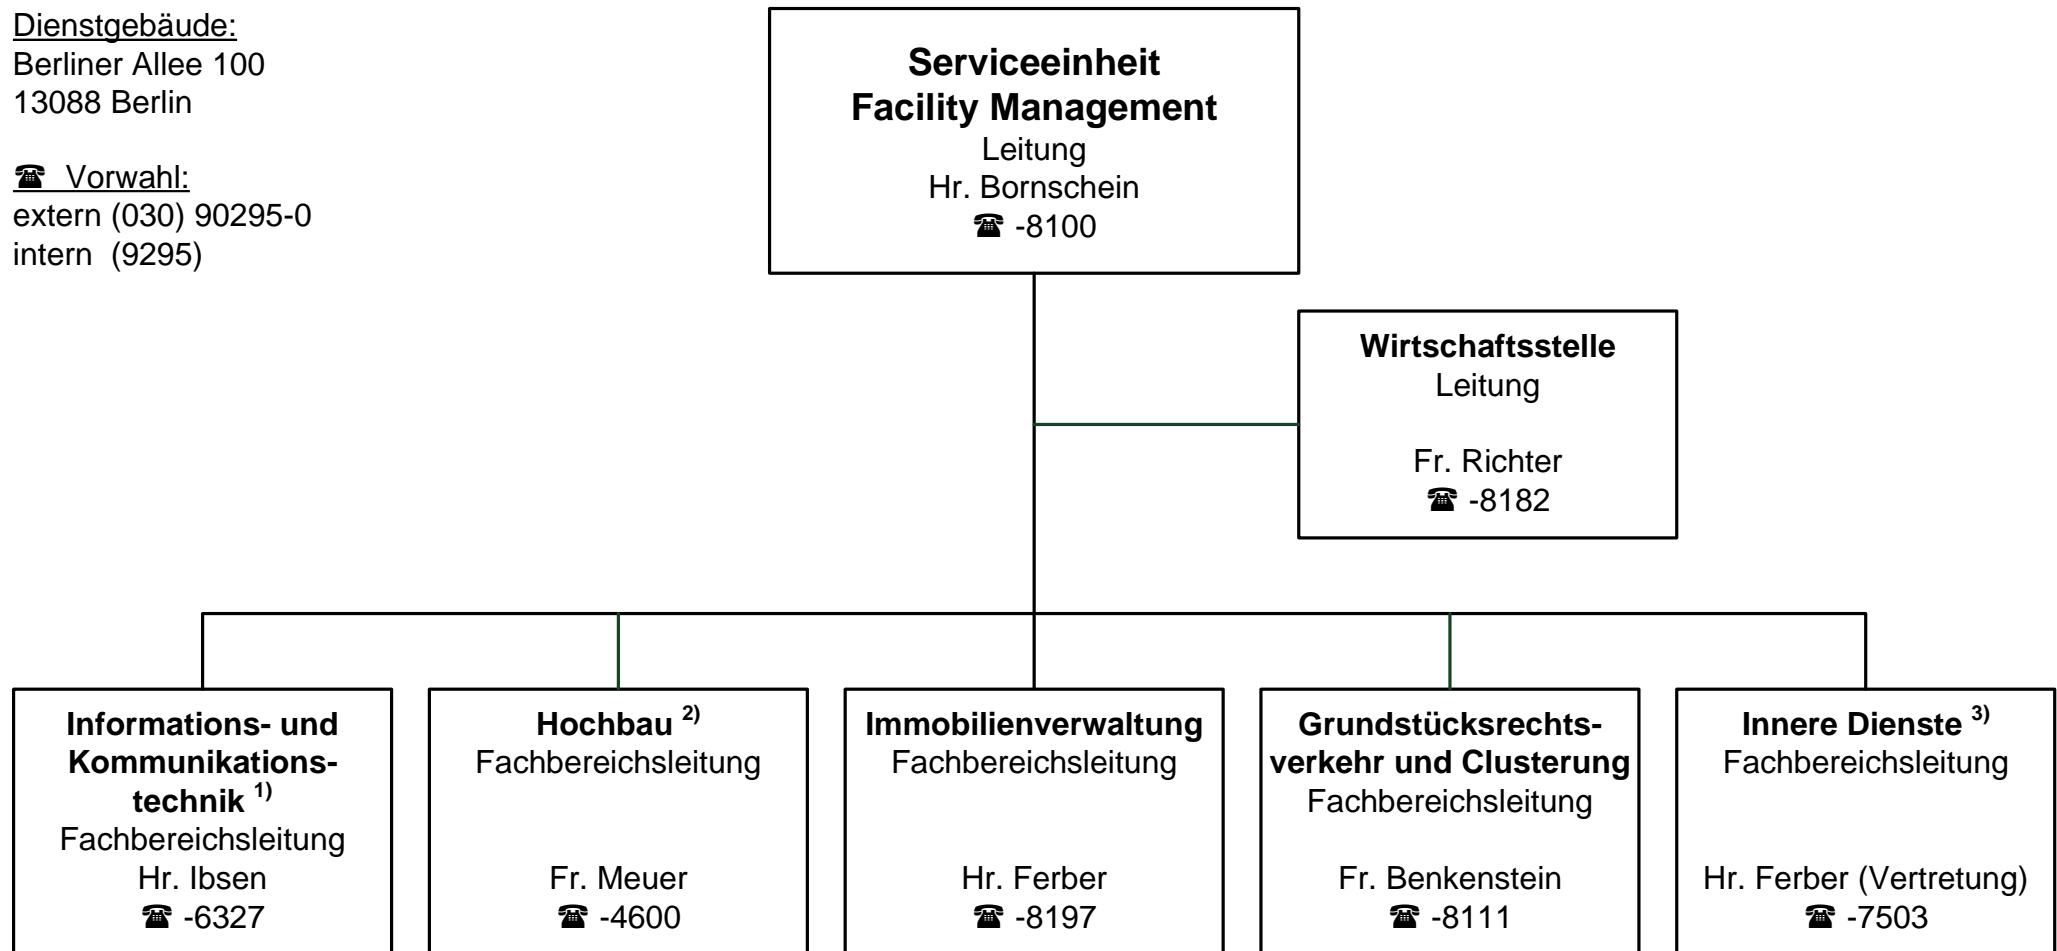 Dienstgebäude:
Berliner Allee 100
13088 Berlin
☎ Vorwahl:
extern (030) 90295-0
intern (9295)
Serviceeinheit
Facility Management
Leitung
Hr. Bornschein
☎ -8100
Wirtschaftsstelle
Leitung
Fr. Richter
☎ -8182
Informations- und
Kommunikations-
technik 1)
Fachbereichsleitung
Hr. Ibsen
☎ -6327
Hochbau 2)
Fachbereichsleitung
Fr. Meuer
☎ -4600
Immobilienverwaltung
Fachbereichsleitung
Hr. Ferber
☎ -8197
Grundstücksrechts-
verkehr und Clusterung
Fachbereichsleitung
Fr. Benkenstein
☎ -8111
Innere Dienste 3)
Fachbereichsleitung
Hr. Ferber (Vertretung)
☎ -7503